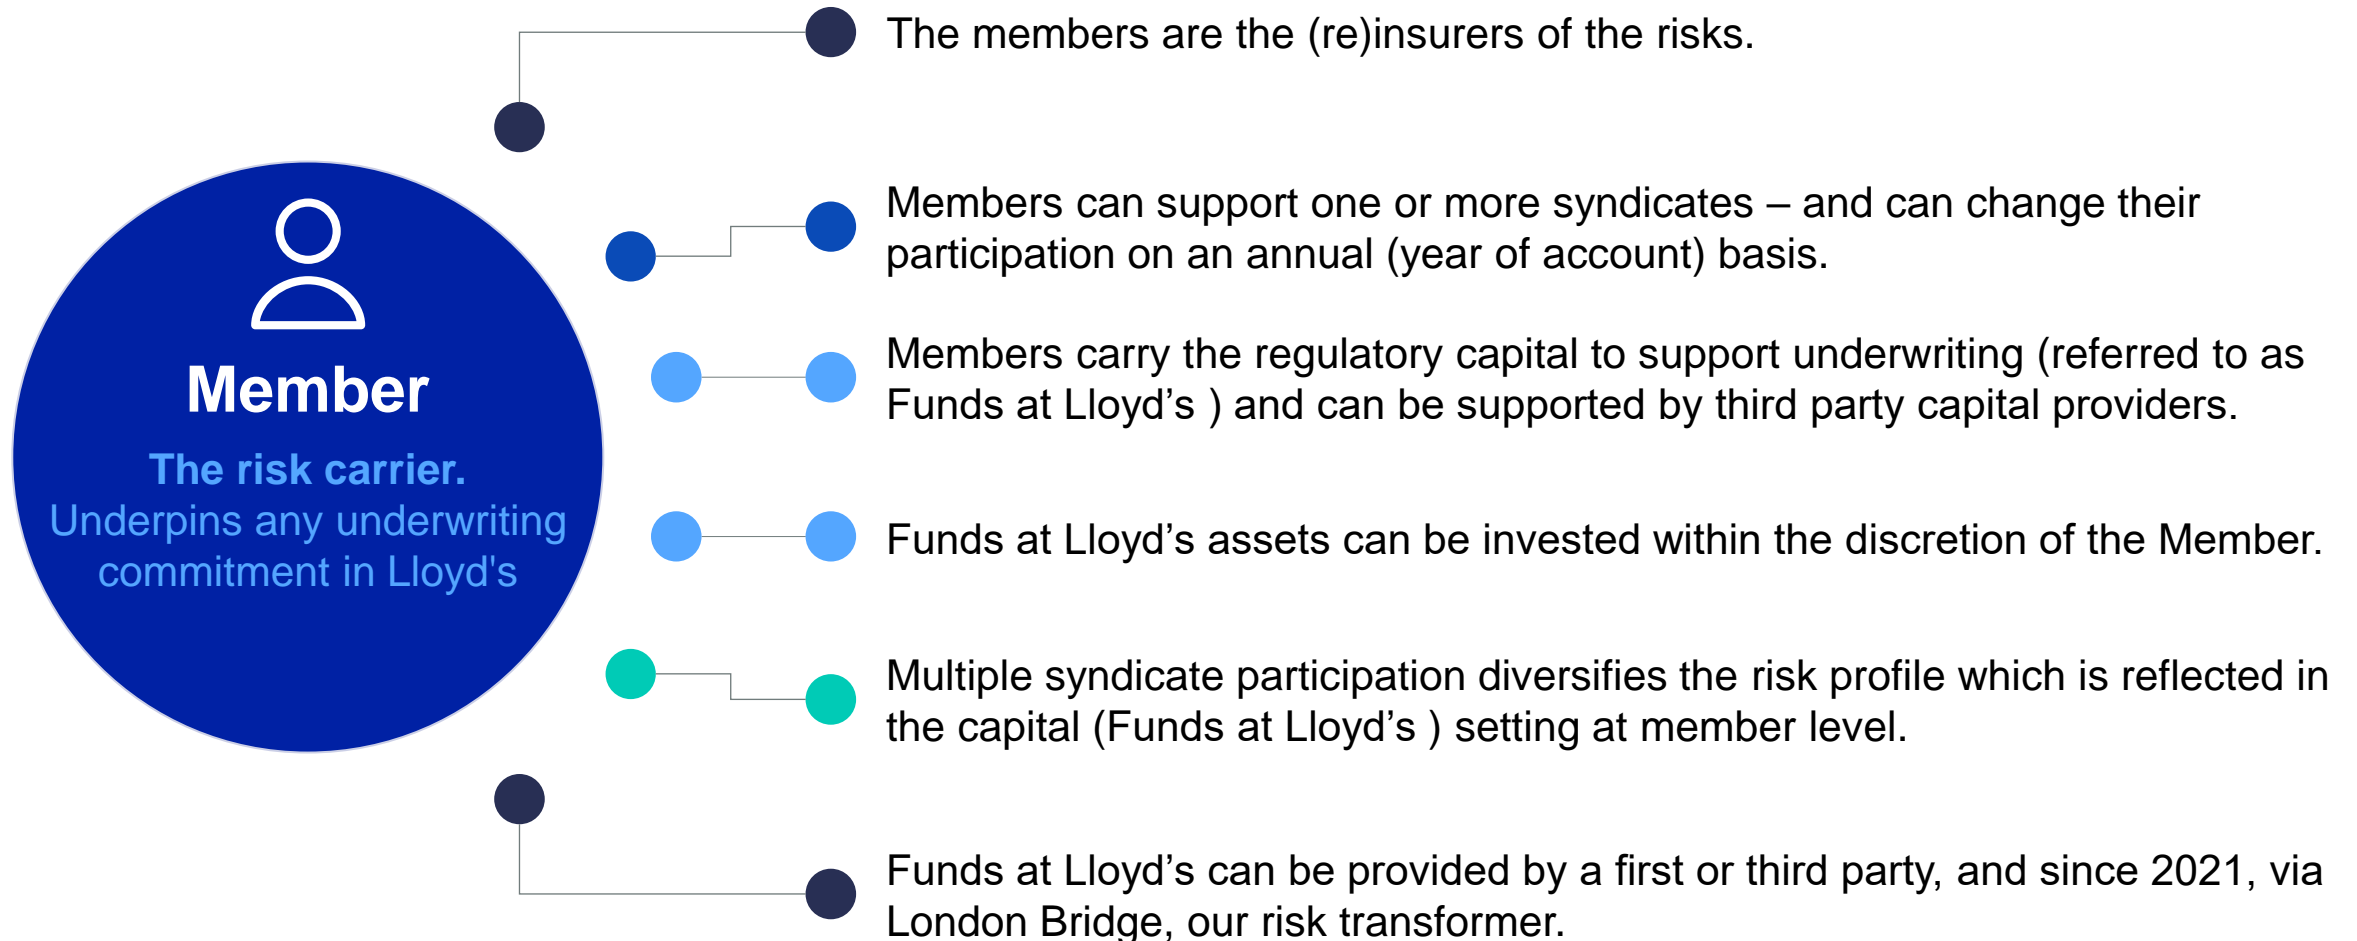 Member
The risk carrier.
Underpins any underwriting
commitment in Lloyd's
The members are the (re)insurers of the risks.
Members can support one or more syndicates – and can change their
participation on an annual (year of account) basis.
Members carry the regulatory capital to support underwriting (referred to as
Funds at Lloyd’s ) and can be supported by third party capital providers.
Funds at Lloyd’s assets can be invested within the discretion of the Member.
Multiple syndicate participation diversifies the risk profile which is reflected in
the capital (Funds at Lloyd’s ) setting at member level.
Funds at Lloyd’s can be provided by a first or third party, and since 2021, via
London Bridge, our risk transformer.